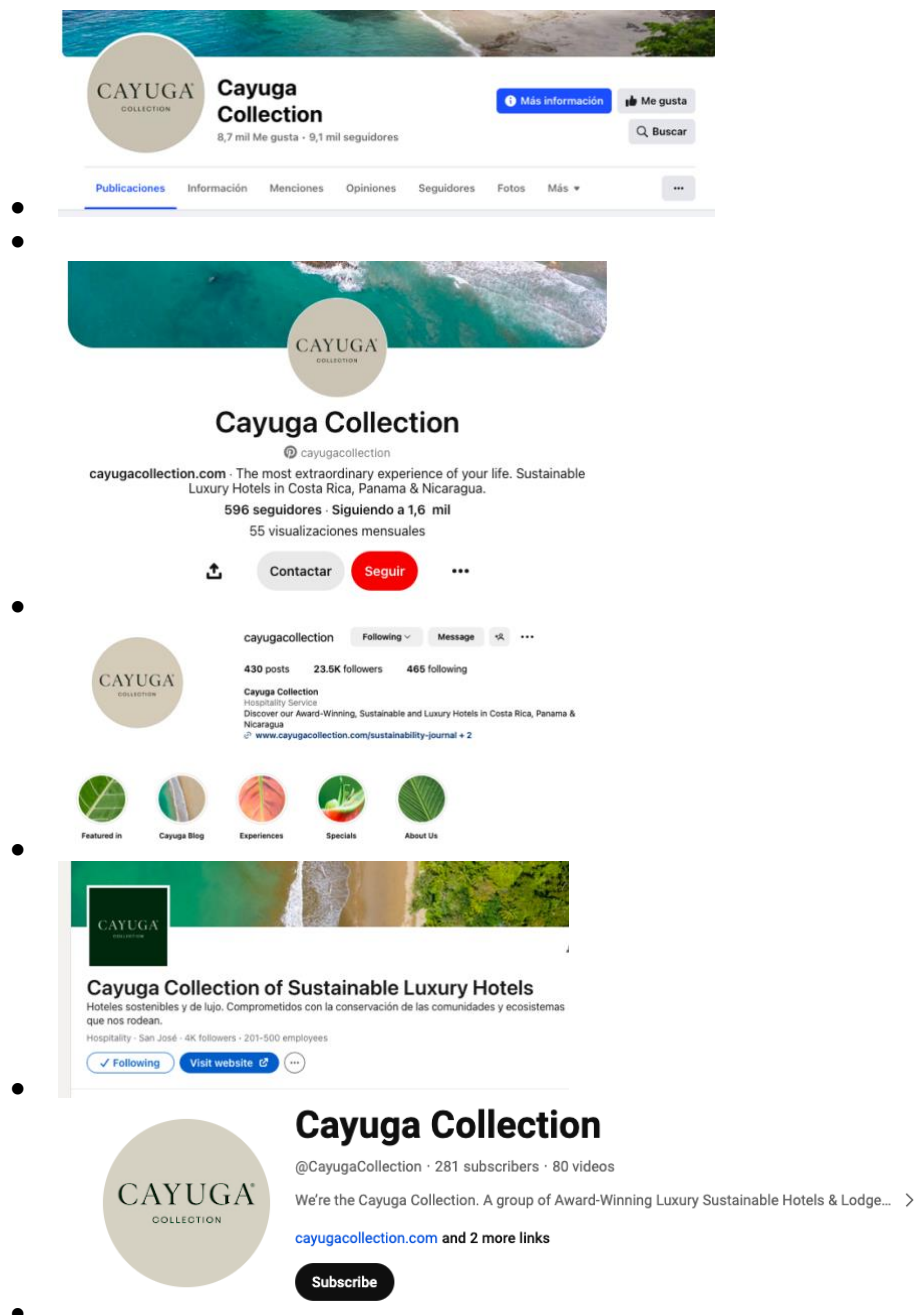 CAYUGA
COLLECTION
Cayuga
Collection
8,7 mil Me gusta • 9,1 mil seguidores
Más información
Me gusta
Buscar
Publicaciones Información Menciones Opiniones Seguidores Fotos Más
CAYUGA
COLLECTION
Cayuga Collection
cayugacollection
cayugacollection.com · The most extraordinary experience of your life. Sustainable
Luxury Hotels in Costa Rica, Panama & Nicaragua.
596 seguidores · Siguiendo a 1,6 mil
55 visualizaciones mensuales
Contactar Seguir
CAYUGA
COLLECTION
cayugacollection Following Message
430 posts 23.5K followers 465 following
Cayuga Collection
Hospitality Service
Discover our Award-Winning, Sustainable and Luxury Hotels in Costa Rica, Panama &
Nicaragua
www.cayugacollection.com/sustainability-journal + 2
Featured in Cayuga Blog Experiences Specials About Us
CAYUGA
COLLECTION
Cayuga Collection of Sustainable Luxury Hotels
Hoteles sostenibles y de lujo. Comprometidos con la conservación de las comunidades y ecosistemas
que nos rodean.
Hospitality · San José · 4K followers · 201-500 employees
Following Visit website
CAYUGA®
COLLECTION
Cayuga Collection
@CayugaCollection · 281 subscribers · 80 videos
We're the Cayuga Collection. A group of Award-Winning Luxury Sustainable Hotels & Lodge...
cayugacollection.com and 2 more links
Subscribe